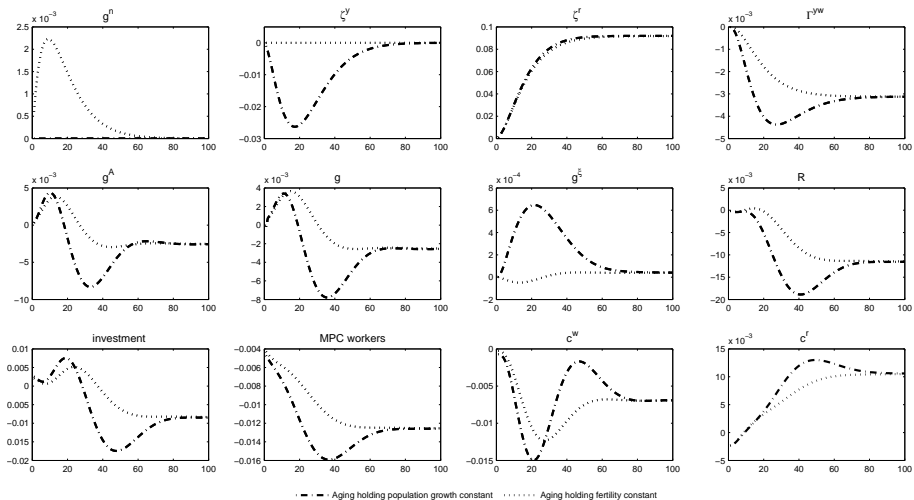 g^n
x 10^-3
2.5
2
1.5
1
0.5
0
0 20 40 60 80 100
ζ^y
0
−0.01
−0.02
−0.03
0 20 40 60 80 100
ζ^r
0.1
0.08
0.06
0.04
0.02
0
0 20 40 60 80 100
Γ^yw
x 10^-3
0
−1
−2
−3
−4
−5
0 20 40 60 80 100
g^A
x 10^-3
5
0
−5
−10
0 20 40 60 80 100
g
x 10^-3
4
2
0
−2
−4
−6
−8
0 20 40 60 80 100
x 10^-4
8
6
4
2
0
−2
0 20 40 60 80 100
R
x 10^-3
5
0
−5
−10
−15
−20
0 20 40 60 80 100
investment
0.01
0.005
0
−0.005
−0.01
−0.015
−0.02
0 20 40 60 80 100
MPC workers
−0.004
−0.006
−0.008
−0.01
−0.012
−0.014
−0.016
0 20 40 60 80 100
c^w
0
−0.005
−0.01
−0.015
0 20 40 60 80 100
c^r
x 10^-3
15
10
5
0
−5
0 20 40 60 80 100
Aging holding population growth constant Aging holding fertility constant